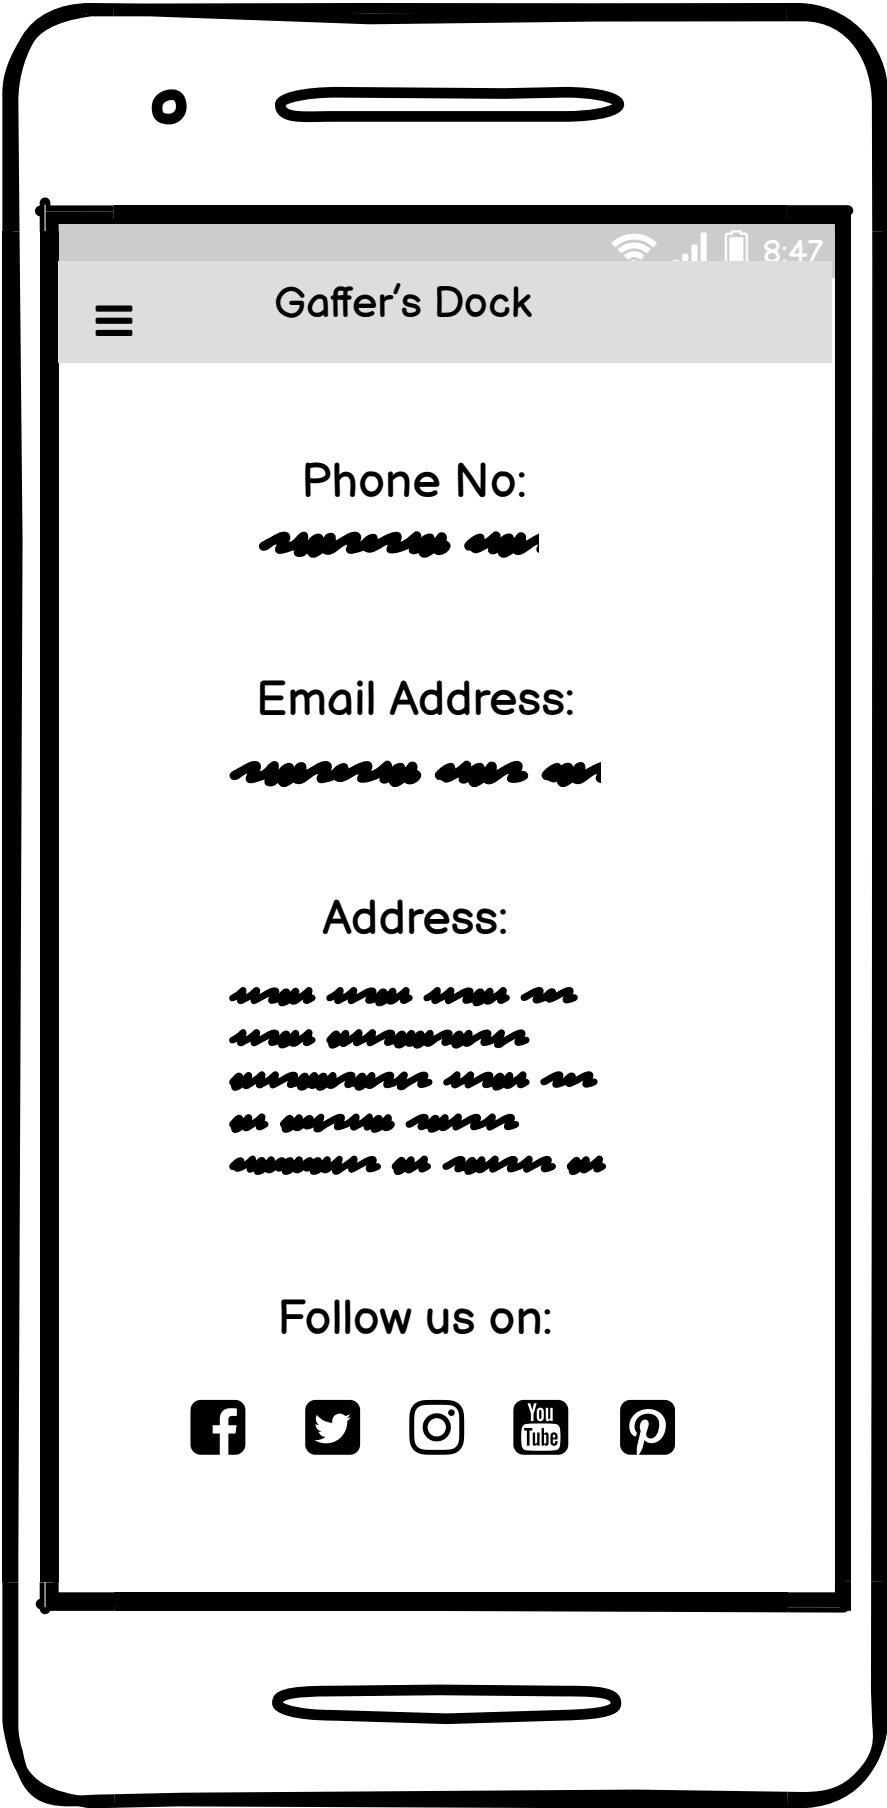 8:47
Gaffer's Dock
Phone No:
Email Address:
Address:
Follow us on:
You
Tube